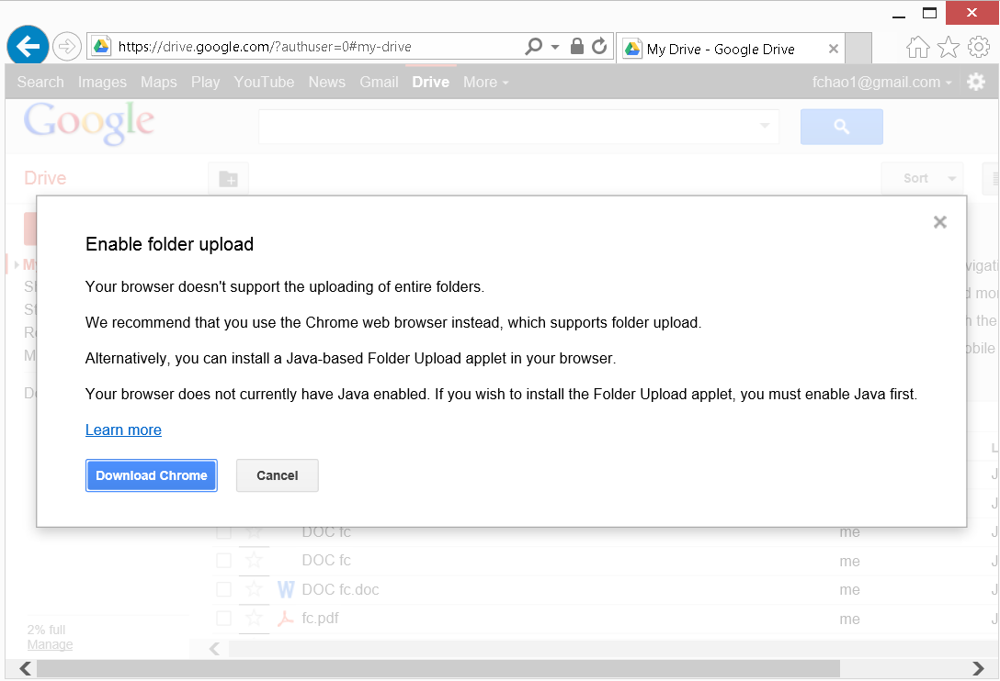 https://drive.google.com/?authuser=0#my-drive
My Drive - Google Drive
Search Images Maps Play YouTube News Gmail Drive More
fchao1@gmail.com
Google
Drive
Sort
Enable folder upload
Your browser doesn't support the uploading of entire folders.
We recommend that you use the Chrome web browser instead, which supports folder upload.
Alternatively, you can install a Java-based Folder Upload applet in your browser.
Your browser does not currently have Java enabled. If you wish to install the Folder Upload applet, you must enable Java first.
Learn more
Download Chrome Cancel
DOC fc me
DOC fc me
DOC fc.doc me
fc.pdf me
2% full
Manage